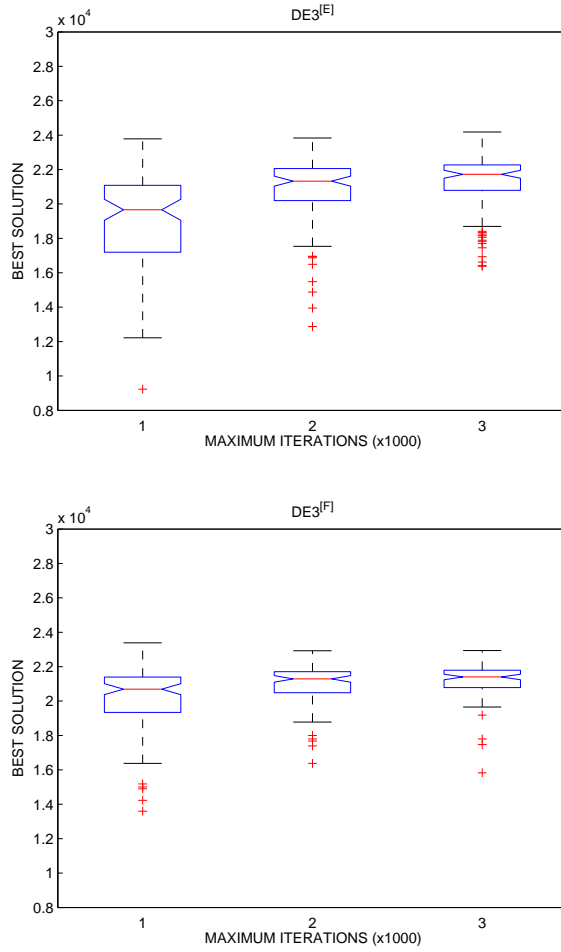 DE3[E]
x 10^4
3
2.8
2.6
2.4
2.2
2
1.8
1.6
1.4
1.2
1
0.8
BEST SOLUTION
1 2 3
MAXIMUM ITERATIONS (x1000)
DE3[F]
x 10^4
3
2.8
2.6
2.4
2.2
2
1.8
1.6
1.4
1.2
1
0.8
BEST SOLUTION
1 2 3
MAXIMUM ITERATIONS (x1000)